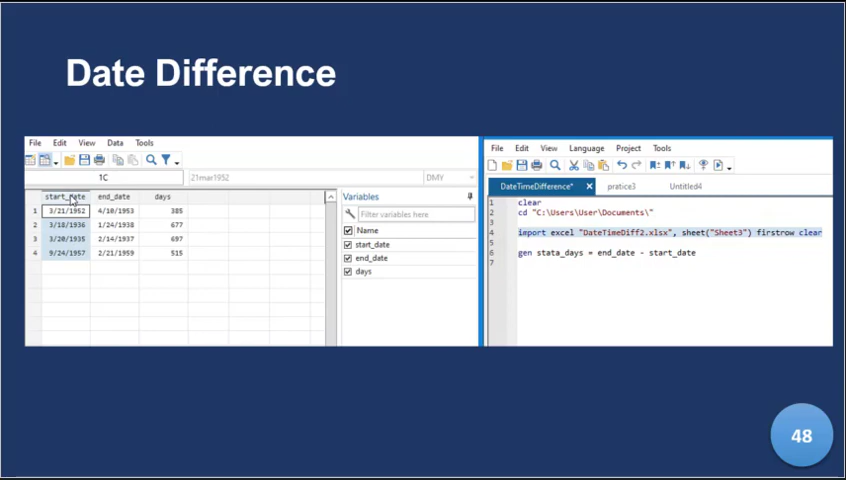 Date Difference
File Edit View Data Tools
1C 21mar1952 DMY
start_date end_date days
1 3/21/1952 4/10/1953 385
2 3/18/1936 1/24/1938 677
3 3/20/1935 2/14/1937 697
4 9/24/1957 2/21/1959 515
Variables
Filter variables here
Name
start_date
end_date
days
File Edit View Language Project Tools
DateTimeDifference* pratice3 Untitled4
1 clear
2 cd "C:\Users\User\Documents\"
3
4 import excel "DateTimeDiff2.xlsx", sheet("Sheet3") firstrow clear
5
6 gen stata_days = end_date - start_date
7
48